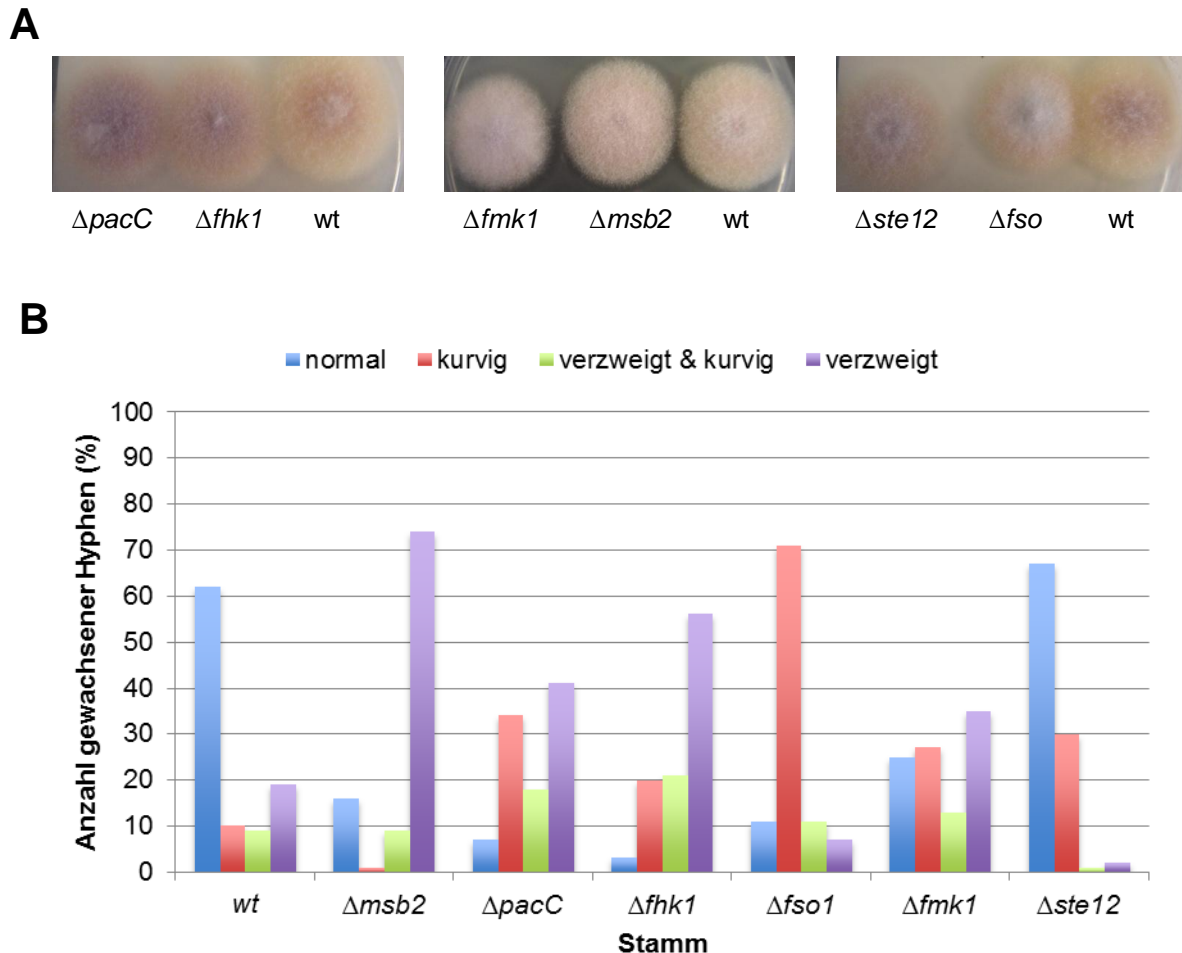 A
ΔpacC Δfhk1 wt
Δfmk1 Δmsb2 wt
Δste12 Δfso wt
B
normal kurvig verzweigt & kurvig verzweigt
Anzahl gewachsener Hyphen (%)
100
90
80
70
60
50
40
30
20
10
0
wt Δmsb2 ΔpacC Δfhk1 Δfso1 Δfmk1 Δste12
Stamm